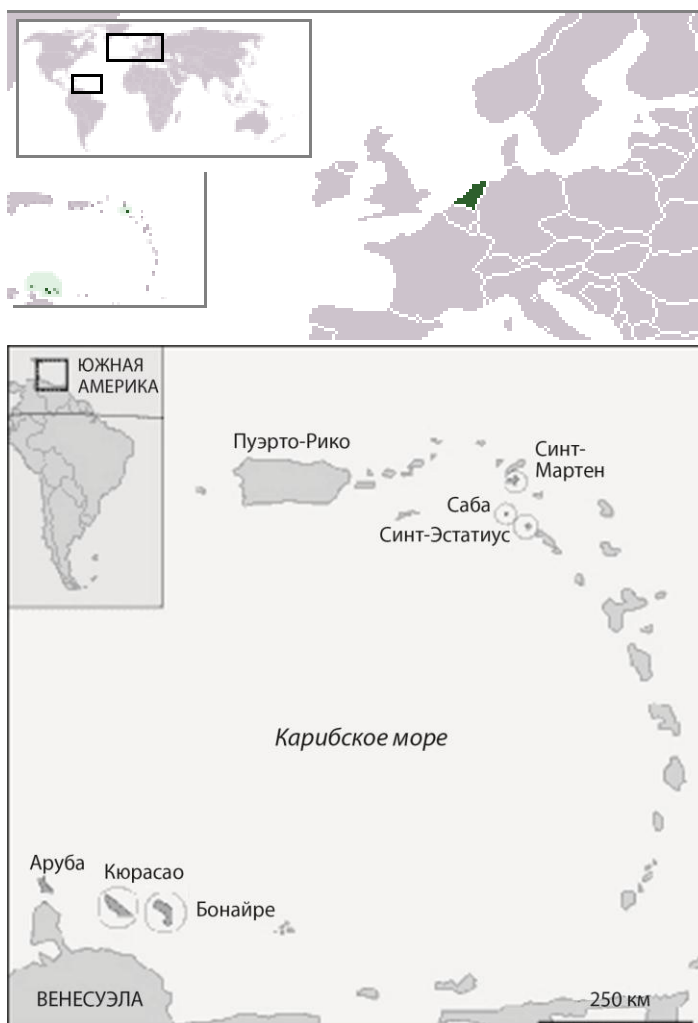 ЮЖНАЯ
АМЕРИКА
Пуэрто-Рико
Синт-
Мартен
Саба
Синт-Эстатиус
Карибское море
Аруба
Кюрасао
Бонайре
ВЕНЕСУЭЛА
250 км